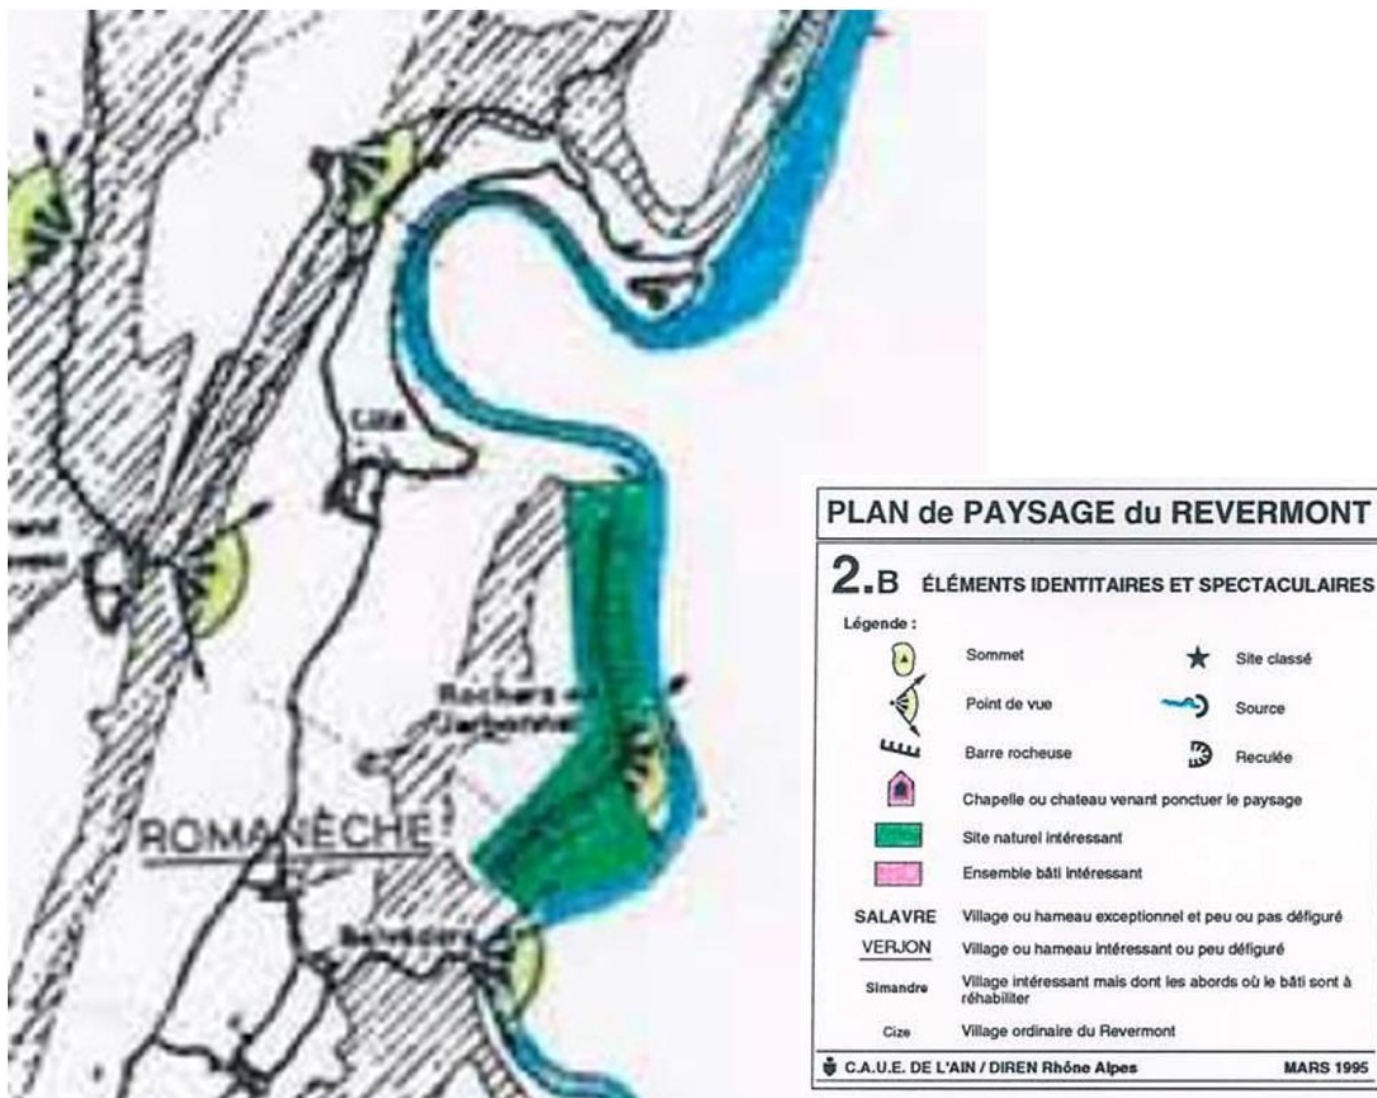 Cize
Rochers
ROMANÈCHE
Belvédère
PLAN de PAYSAGE du REVERMONT
2.B ÉLÉMENTS IDENTITAIRES ET SPECTACULAIRES
Légende :
Sommet
Site classé
Point de vue
Source
Barre rocheuse
Reculée
Chapelle ou chateau venant ponctuer le paysage
Site naturel intéressant
Ensemble bâti intéressant
SALAVRE Village ou hameau exceptionnel et peu ou pas défiguré
VERJON Village ou hameau intéressant ou peu défiguré
Simandre Village intéressant mais dont les abords où le bâti sont à
réhabiliter
Cize Village ordinaire du Revermont
C.A.U.E. DE L'AIN / DIREN Rhône Alpes MARS 1995